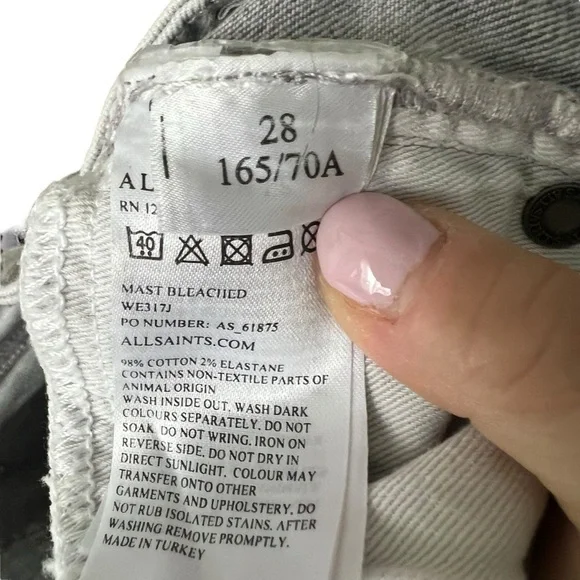 28
165/70A
AL
RN 12
40
MAST BLEACHED
WE317J
PO NUMBER: AS_61875
ALLSAINTS.COM
98% COTTON 2% ELASTANE
CONTAINS NON-TEXTILE PARTS OF
ANIMAL ORIGIN
WASH INSIDE OUT. WASH DARK
COLOURS SEPARATELY. DO NOT
SOAK. DO NOT WRING. IRON ON
REVERSE SIDE. DO NOT DRY IN
DIRECT SUNLIGHT. COLOUR MAY
TRANSFER ONTO OTHER
GARMENTS AND UPHOLSTERY. DO
NOT RUB ISOLATED STAINS. AFTER
WASHING REMOVE PROMPTLY.
MADE IN TURKEY